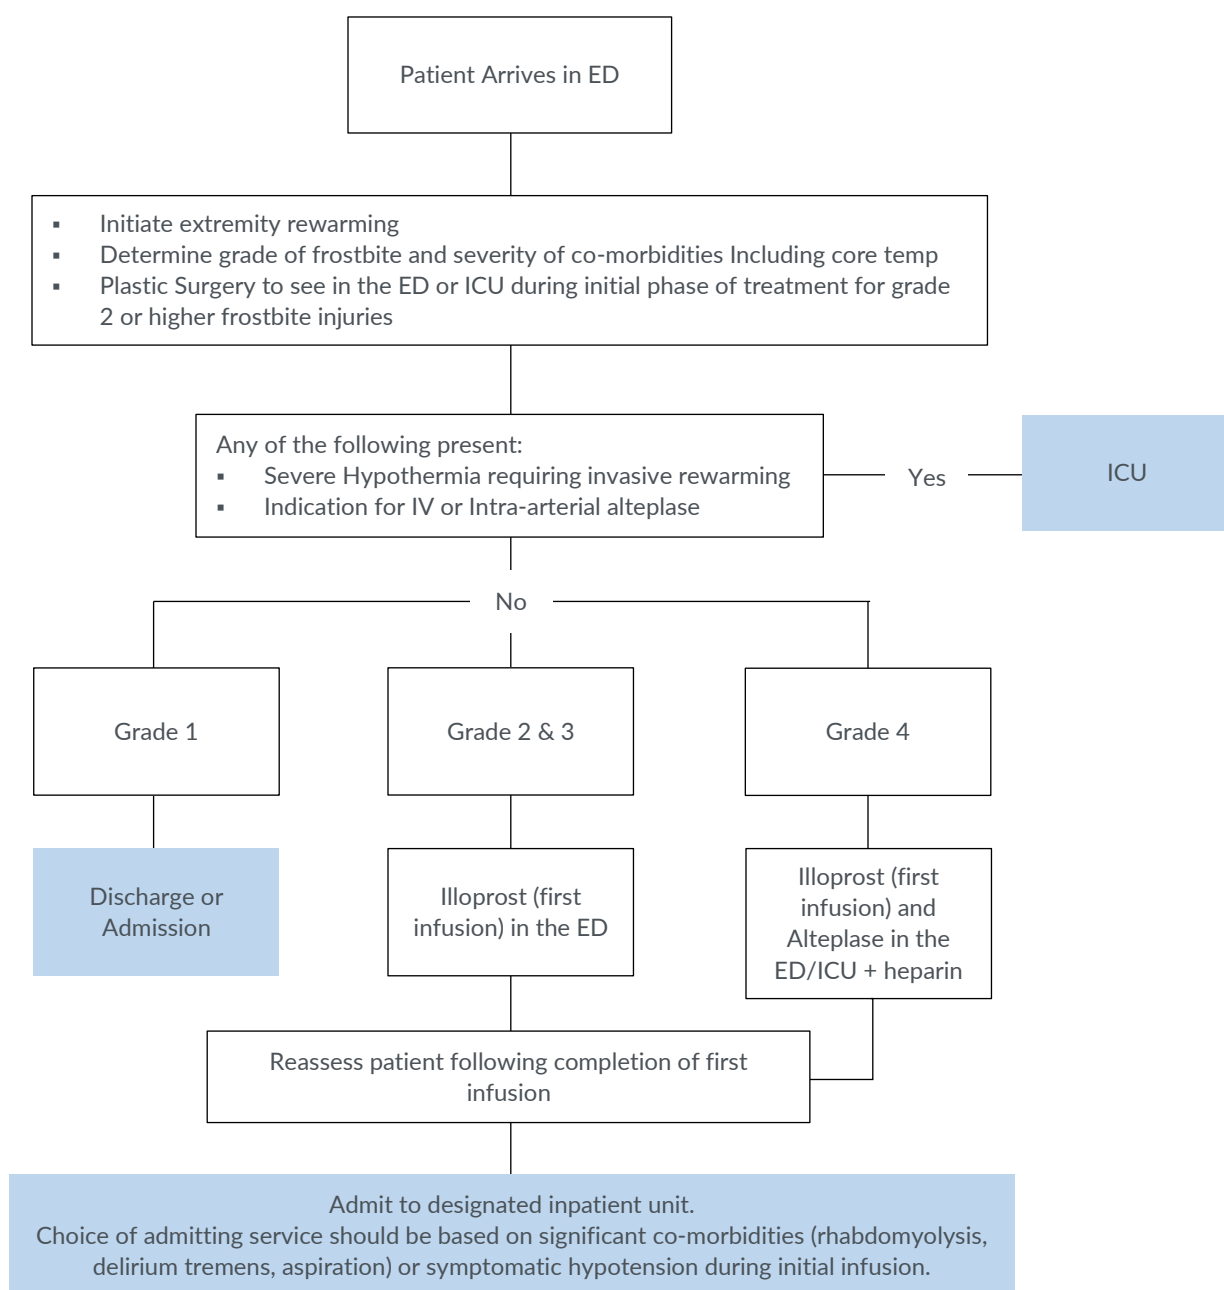 Patient Arrives in ED
▪ Initiate extremity rewarming
▪ Determine grade of frostbite and severity of co-morbidities Including core temp
▪ Plastic Surgery to see in the ED or ICU during initial phase of treatment for grade
2 or higher frostbite injuries
Any of the following present:
▪ Severe Hypothermia requiring invasive rewarming
▪ Indication for IV or Intra-arterial alteplase
Yes
ICU
No
Grade 1
Grade 2 & 3
Grade 4
Discharge or
Admission
Illoprost (first
infusion) in the ED
Illoprost (first
infusion) and
Alteplase in the
ED/ICU + heparin
Reassess patient following completion of first
infusion
Admit to designated inpatient unit.
Choice of admitting service should be based on significant co-morbidities (rhabdomyolysis,
delirium tremens, aspiration) or symptomatic hypotension during initial infusion.